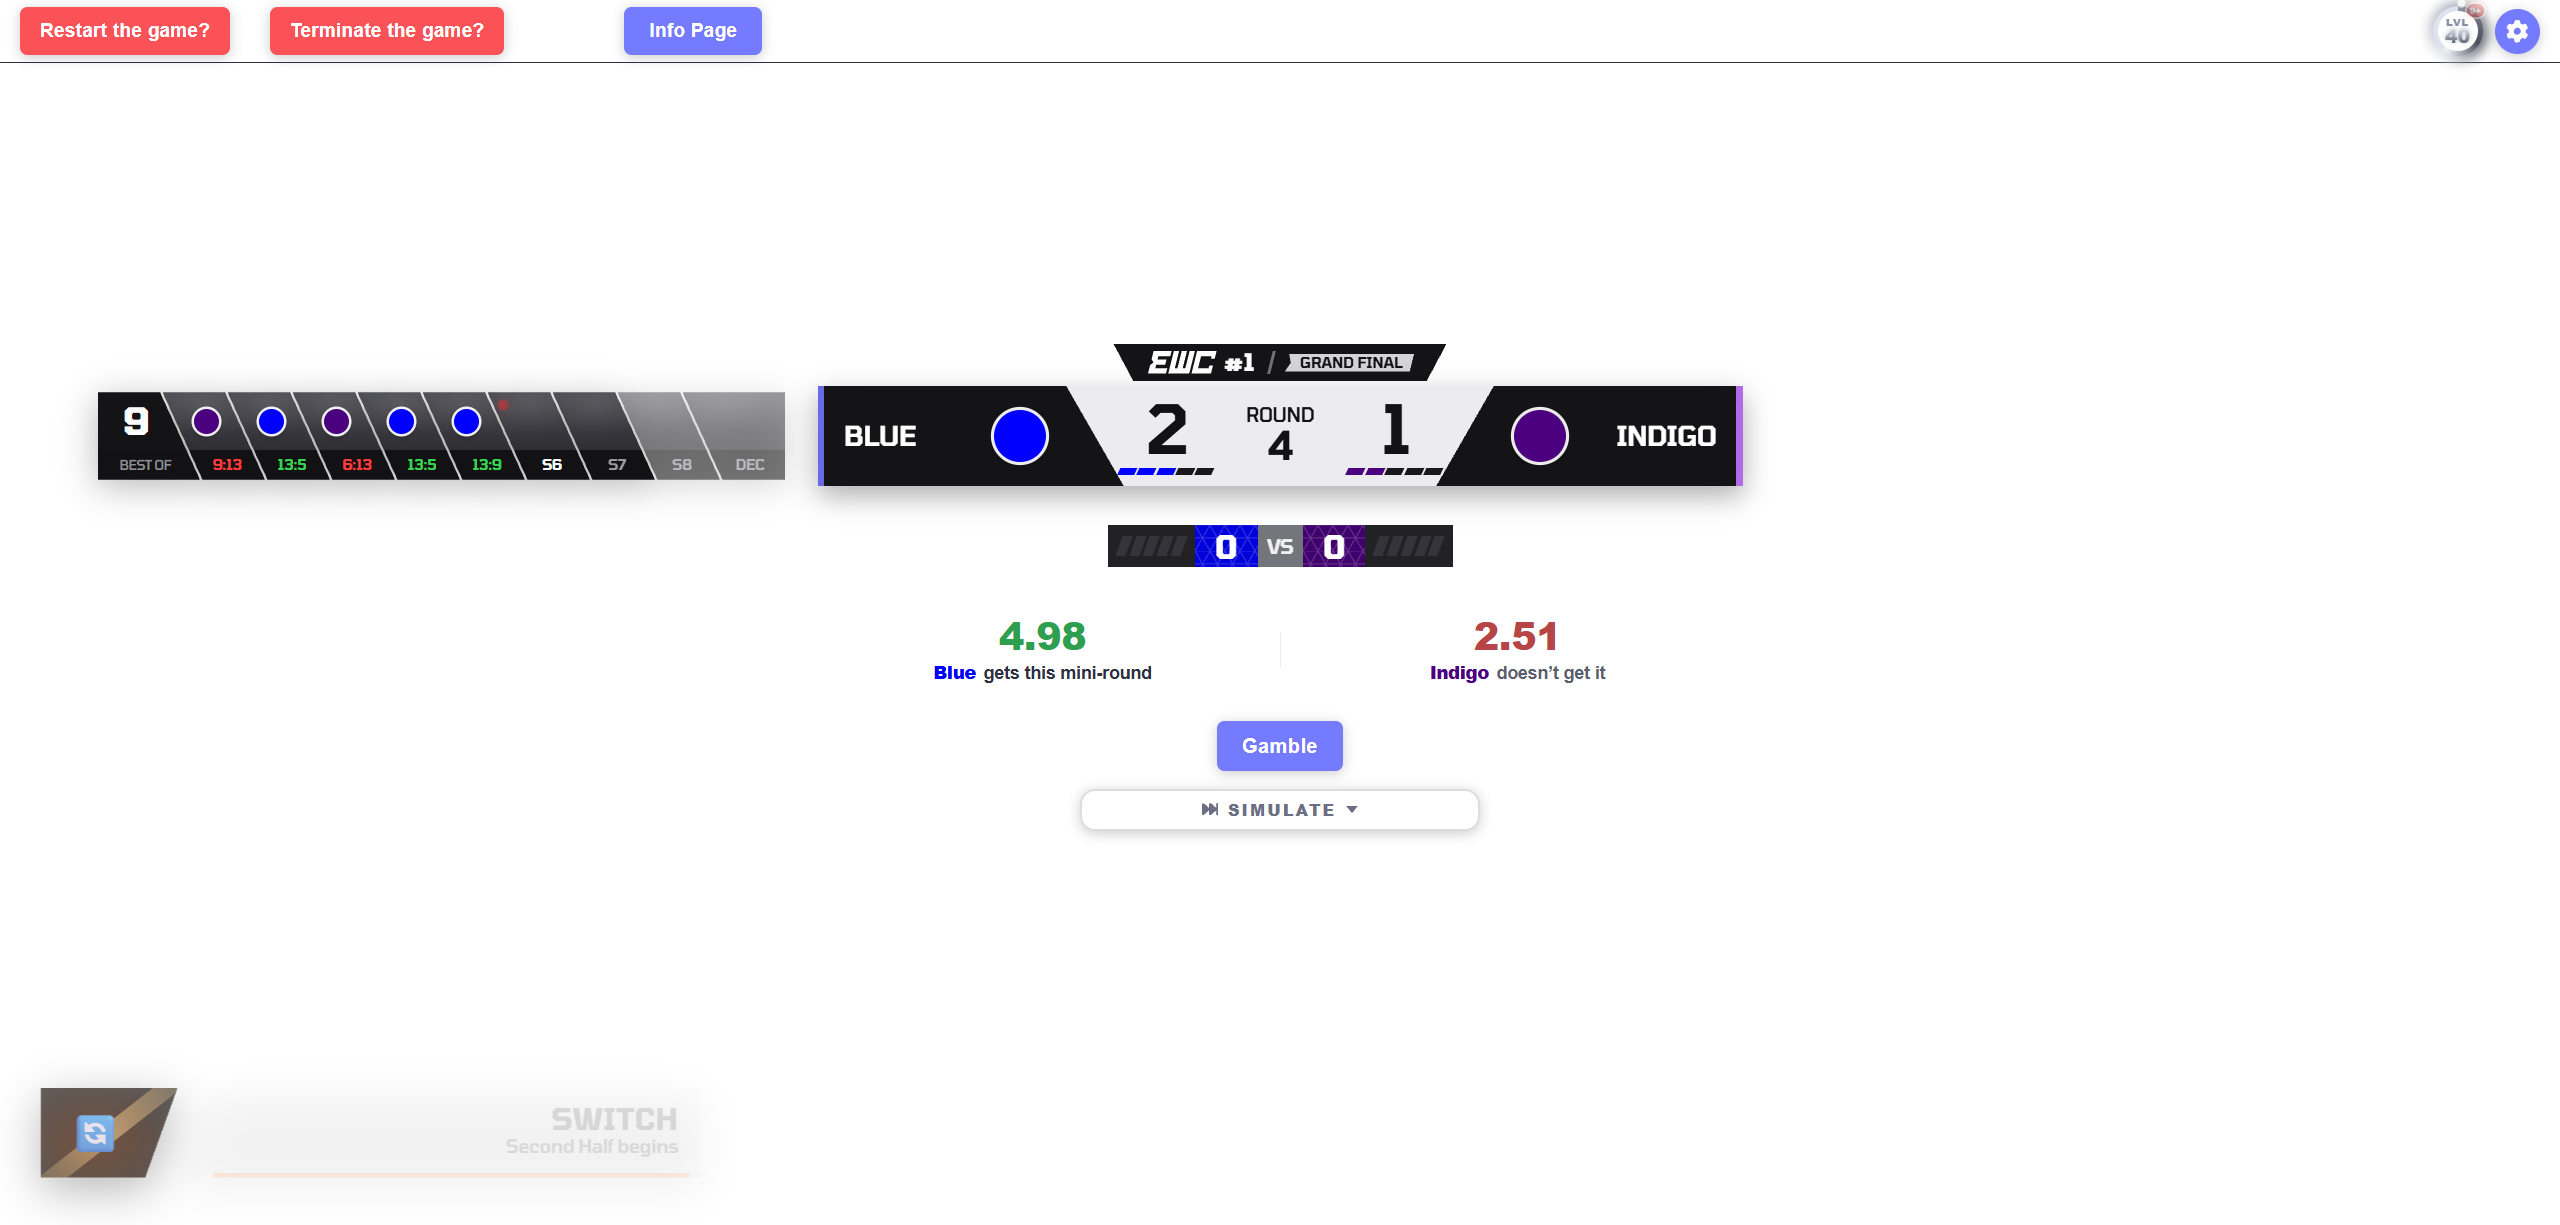 Restart the game?
Terminate the game?
Info Page
LVL
40
9+
EWC #1 / GRAND FINAL
9
BEST OF
9:13
13:5
6:13
13:5
13:9
S6
S7
S8
DEC
BLUE
2
ROUND
4
1
INDIGO
0 VS 0
4.98
Blue gets this mini-round
2.51
Indigo doesn’t get it
Gamble
SIMULATE
SWITCH
Second Half begins